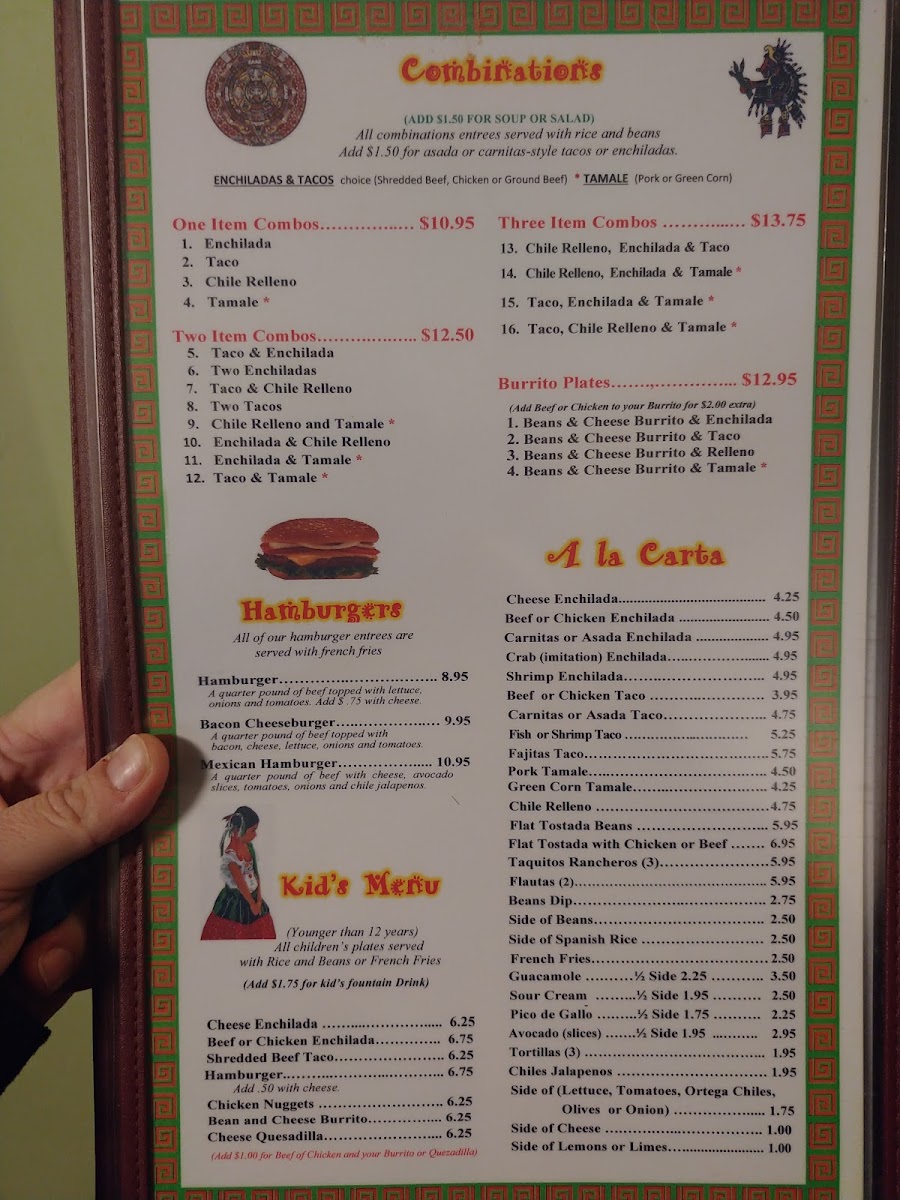 Combinations
(ADD $1.50 FOR SOUP OR SALAD)
All combinations entrees served with rice and beans
Add $1.50 for asada or carnitas-style tacos or enchiladas.
ENCHILADAS & TACOS choice (Shredded Beef, Chicken or Ground Beef) * TAMALE (Pork or Green Corn)
One Item Combos................ $10.95
1. Enchilada
2. Taco
3. Chile Relleno
4. Tamale *
Two Item Combos................. $12.50
5. Taco & Enchilada
6. Two Enchiladas
7. Taco & Chile Relleno
8. Two Tacos
9. Chile Relleno and Tamale *
10. Enchilada & Chile Relleno
11. Enchilada & Tamale *
12. Taco & Tamale *
Three Item Combos ................ $13.75
13. Chile Relleno, Enchilada & Taco
14. Chile Relleno, Enchilada & Tamale *
15. Taco, Enchilada & Tamale *
16. Taco, Chile Relleno & Tamale *
Burrito Plates......,................ $12.95
(Add Beef or Chicken to your Burrito for $2.00 extra)
1. Beans & Cheese Burrito & Enchilada
2. Beans & Cheese Burrito & Taco
3. Beans & Cheese Burrito & Relleno
4. Beans & Cheese Burrito & Tamale *
Hamburgers
All of our hamburger entrees are
served with french fries
Hamburger................................ 8.95
A quarter pound of beef topped with lettuce,
onions and tomatoes. Add $ .75 with cheese.
Bacon Cheeseburger..................... 9.95
A quarter pound of beef topped with
bacon, cheese, lettuce, onions and tomatoes.
Mexican Hamburger.................... 10.95
A quarter pound of beef with cheese, avocado
slices, tomatoes, onions and chile jalapenos.
Kid's Menu
(Younger than 12 years)
All children's plates served
with Rice and Beans or French Fries
(Add $1.75 for kid's fountain Drink)
Cheese Enchilada ........................ 6.25
Beef or Chicken Enchilada............. 6.75
Shredded Beef Taco...................... 6.25
Hamburger................................ 6.75
Add .50 with cheese.
Chicken Nuggets ......................... 6.25
Bean and Cheese Burrito................ 6.25
Cheese Quesadilla........................ 6.25
(Add $1.00 for Beef of Chicken and your Burrito or Quezadilla)
A la Carta
Cheese Enchilada.................................... 4.25
Beef or Chicken Enchilada ......................... 4.50
Carnitas or Asada Enchilada ................... 4.95
Crab (imitation) Enchilada......................... 4.95
Shrimp Enchilada................................... 4.95
Beef or Chicken Taco ............................ 3.95
Carnitas or Asada Taco......................... 4.75
Fish or Shrimp Taco .............................. 5.25
Fajitas Taco.............................................5.75
Pork Tamale........................................... 4.50
Green Corn Tamale................................. 4.25
Chile Relleno ..........................................4.75
Flat Tostada Beans ................................ 5.95
Flat Tostada with Chicken or Beef ....... 6.95
Taquitos Rancheros (3)..........................5.95
Flautas (2)............................................... 5.95
Beans Dip................................................ 2.75
Side of Beans.......................................... 2.50
Side of Spanish Rice .............................. 2.50
French Fries...........................................2.50
Guacamole ..........½ Side 2.25 ............ 3.50
Sour Cream ........½ Side 1.95 .......... 2.50
Pico de Gallo .........½ Side 1.75 .......... 2.25
Avocado (slices) .......½ Side 1.95 ........... 2.95
Tortillas (3) ............................................ 1.95
Chiles Jalapenos .................................... 1.95
Side of (Lettuce, Tomatoes, Ortega Chiles,
Olives or Onion) ...................... 1.75
Side of Cheese ....................................... 1.00
Side of Lemons or Limes........................ 1.00